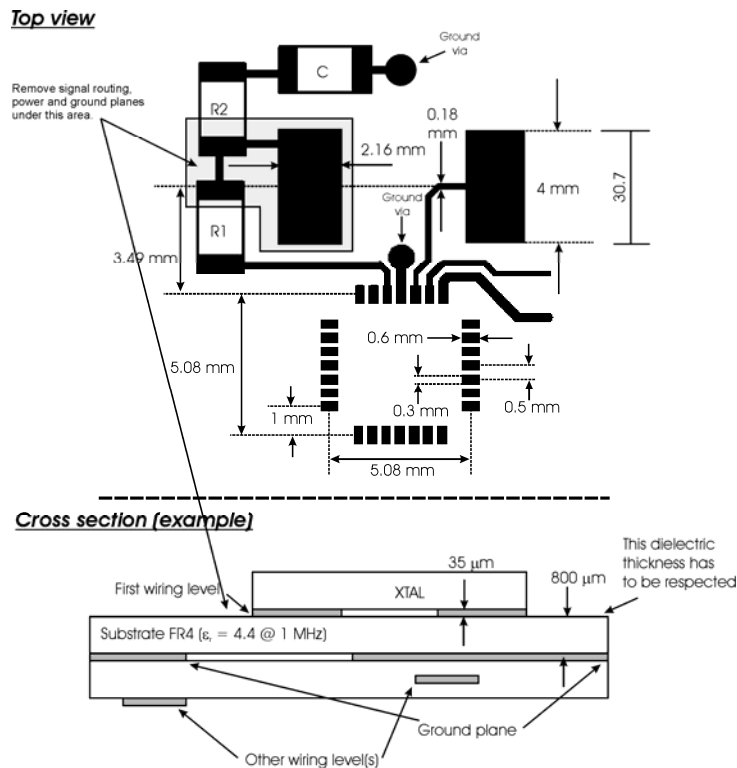 Top view
Ground
via
C
Remove signal routing,
power and ground planes
under this area.
R2
0.18
mm
2.16 mm
4 mm
30.7
Ground
via
R1
3.49 mm
5.08 mm
0.6 mm
0.3 mm
0.5 mm
1 mm
5.08 mm
Cross section (example)
This dielectric
thickness has
to be respected
35 µm
800 µm
First wiring level
XTAL
Substrate FR4 (εr = 4.4 @ 1 MHz)
Ground plane
Other wiring level(s)